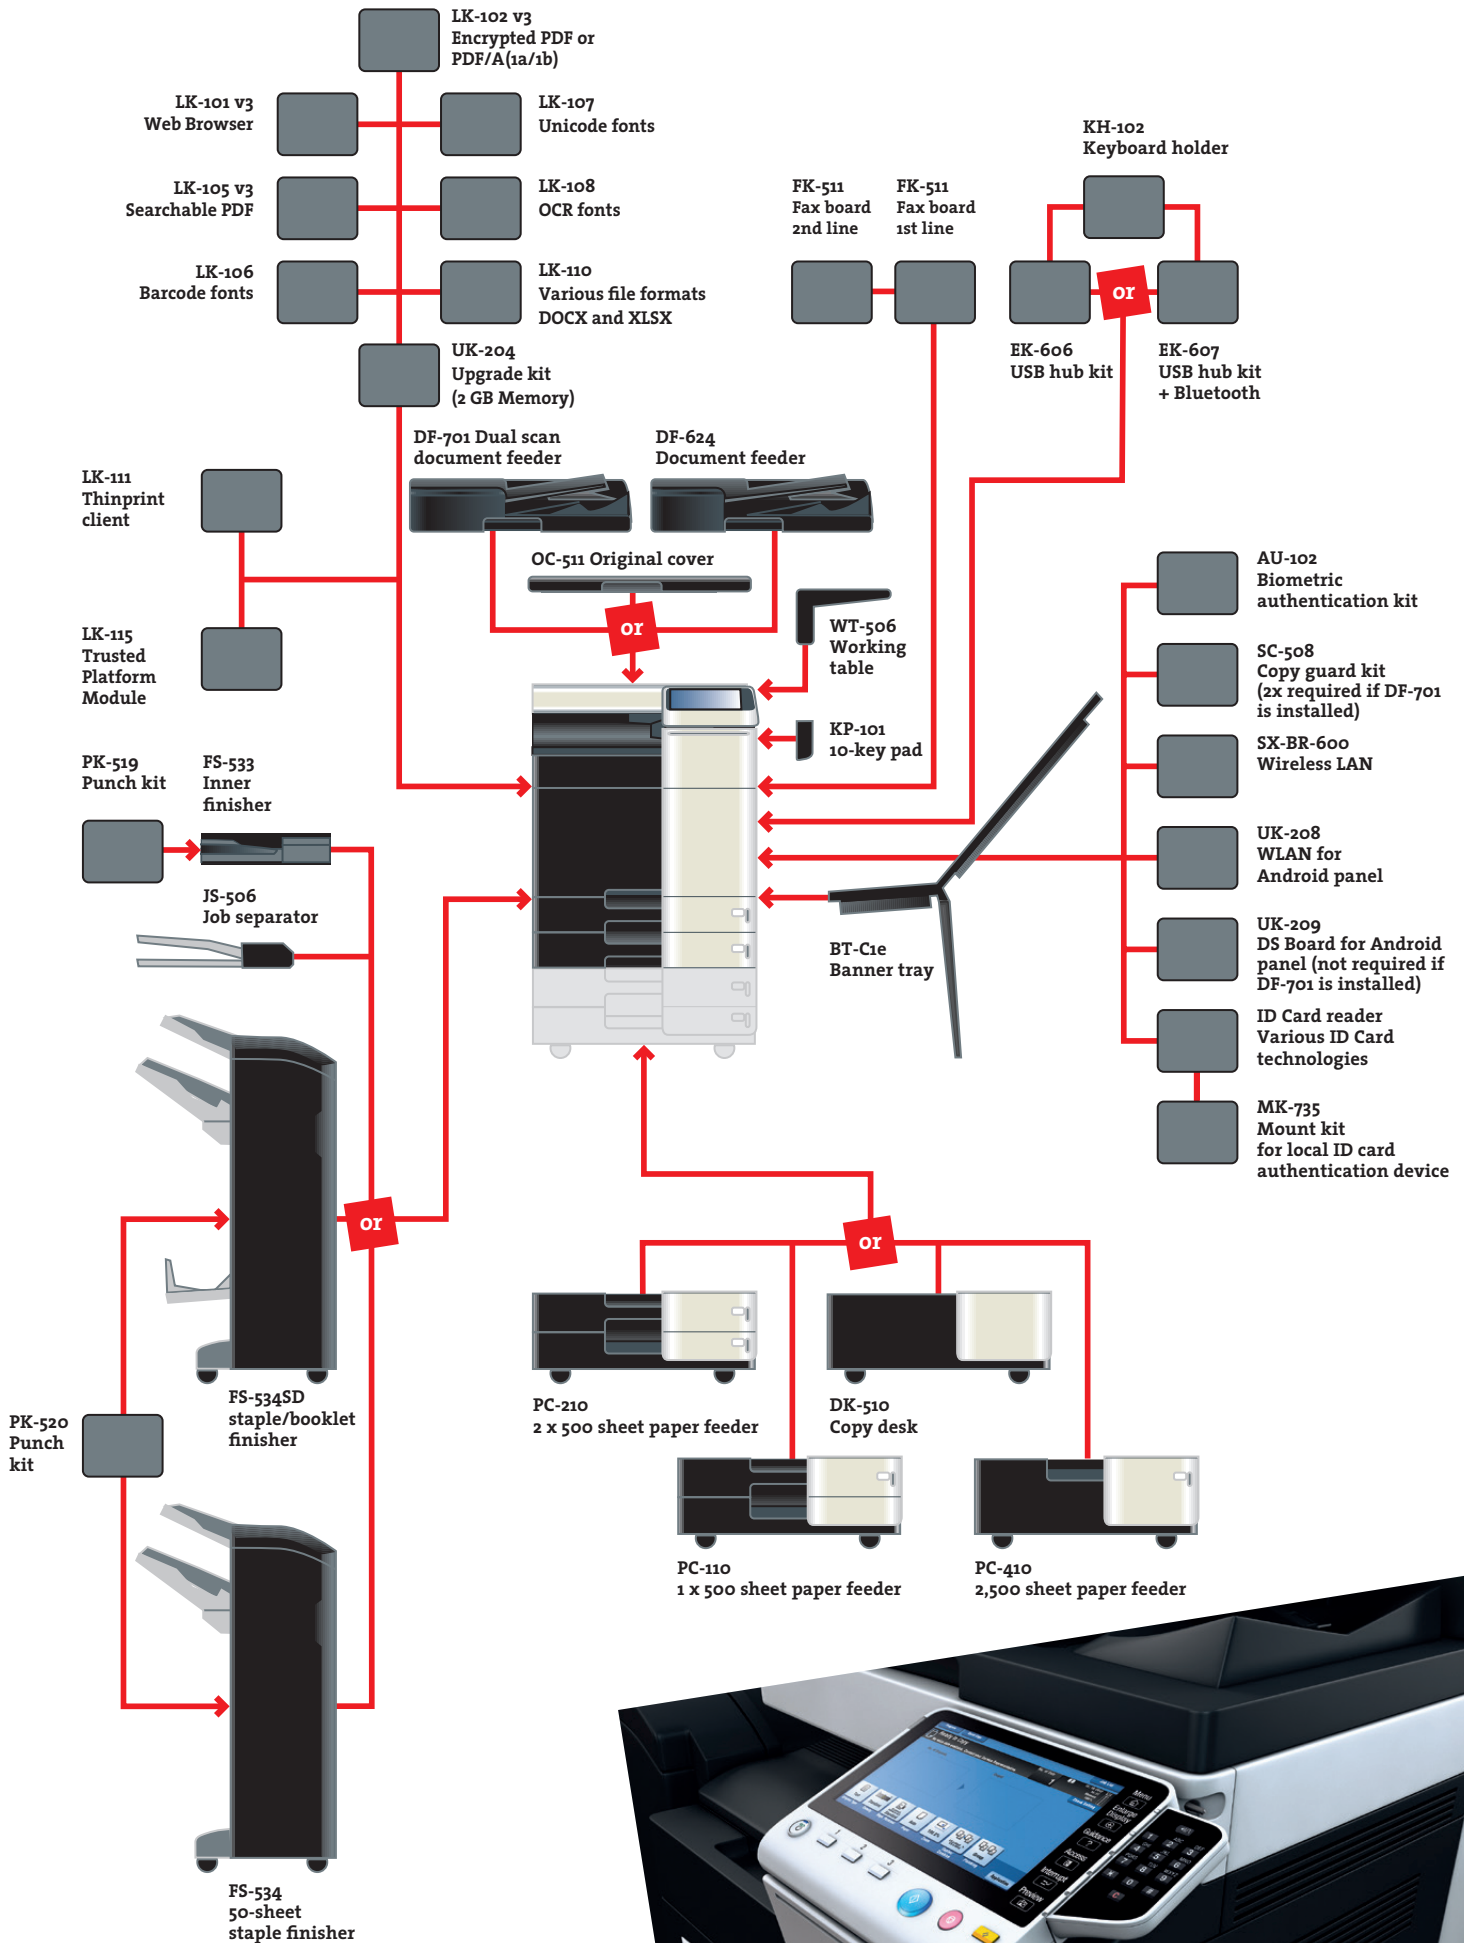 LK-102 v3
Encrypted PDF or
PDF/A(1a/1b)
LK-101 v3
Web Browser
LK-107
Unicode fonts
LK-105 v3
Searchable PDF
LK-108
OCR fonts
LK-106
Barcode fonts
LK-110
Various file formats
DOCX and XLSX
UK-204
Upgrade kit
(2 GB Memory)
FK-511
Fax board
2nd line
FK-511
Fax board
1st line
KH-102
Keyboard holder
or
EK-606
USB hub kit
EK-607
USB hub kit
+ Bluetooth
DF-701 Dual scan
document feeder
DF-624
Document feeder
LK-111
Thinprint
client
OC-511 Original cover
or
LK-115
Trusted
Platform
Module
WT-506
Working
table
KP-101
10-key pad
AU-102
Biometric
authentication kit
SC-508
Copy guard kit
(2x required if DF-701
is installed)
SX-BR-600
Wireless LAN
UK-208
WLAN for
Android panel
UK-209
DS Board for Android
panel (not required if
DF-701 is installed)
ID Card reader
Various ID Card
technologies
MK-735
Mount kit
for local ID card
authentication device
PK-519
Punch kit
FS-533
Inner
finisher
JS-506
Job separator
BT-C1e
Banner tray
or
or
FS-534SD
staple/booklet
finisher
PK-520
Punch
kit
PC-210
2 x 500 sheet paper feeder
DK-510
Copy desk
PC-110
1 x 500 sheet paper feeder
PC-410
2,500 sheet paper feeder
FS-534
50-sheet
staple finisher
Ready to Copy
Menu
Enlarge
Display
Guidance
Access
Interrupt
Preview